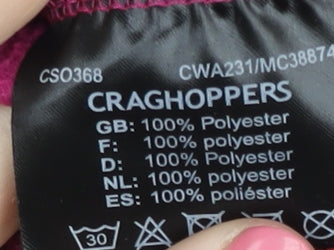 CSO368 CWA231/MC38874
CRAGHOPPERS
GB: 100% Polyester
F: 100% Polyester
D: 100% Polyester
NL: 100% Polyester
ES: 100% poliéster
30